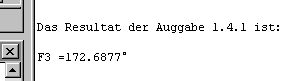 Das Resultat der Auggabe 1.4.1 ist:
F3 =172.6877°